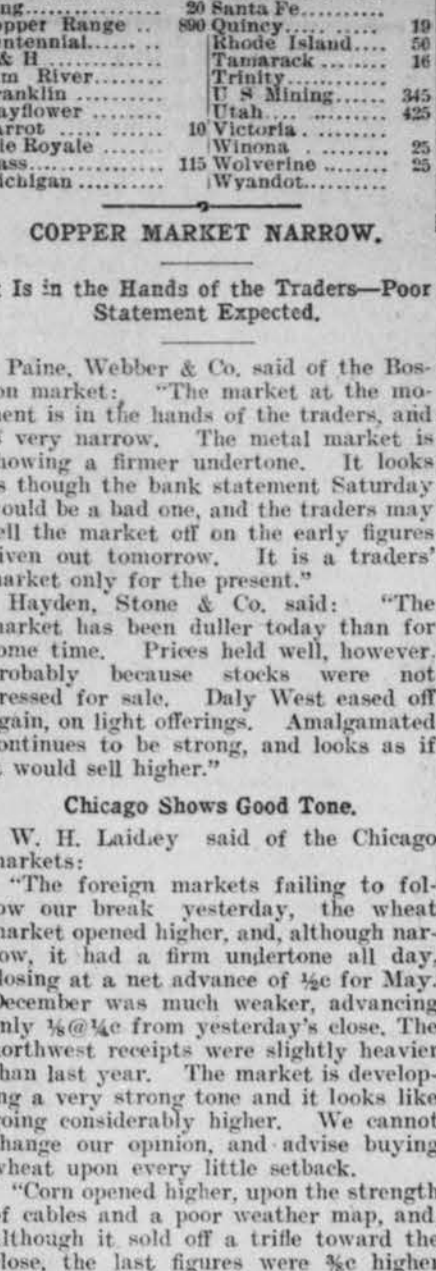 ng.................. 20 Santa Fe..........
opper Range .. 890 Quincy ............ 19
entennial....... Rhode Island.... 50
& H ............. Tamarack ........ 16
m River......... Trinity..............
ranklin ........... U S Mining...... 345
ayflower ......... Utah.... ........... 425
arrot ..... ....... 10 Victoria . ..........
le Royale ....... Winona . ......... 25
ass................. 115 Wolverine ....... 25
ichigan .......... Wyandot..........
COPPER MARKET NARROW.
t Is in the Hands of the Traders—Poor
Statement Expected.
Paine, Webber & Co. said of the Bos-
on market: "The market at the mo-
ent is in the hands of the traders, and
s very narrow. The metal market is
howing a firmer undertone. It looks
s though the bank statement Saturday
ould be a bad one, and the traders may
ell the market off on the early figures
iven out tomorrow. It is a traders'
arket only for the present."
Hayden, Stone & Co. said: "The
arket has been duller today than for
ome time. Prices held well, however.
robably because stocks were not
ressed for sale. Daly West eased off
gain, on light offerings. Amalgamated
ontinues to be strong, and looks as if
t would sell higher."
Chicago Shows Good Tone.
W. H. Laidley said of the Chicago
arkets:
"The foreign markets failing to fol-
ow our break yesterday, the wheat
arket opened higher, and, although nar-
ow, it had a firm undertone all day,
losing at a net advance of ½c for May.
December was much weaker, advancing
nly ⅛@¼c from yesterday's close. The
orthwest receipts were slightly heavier
han last year. The market is develop-
ng a very strong tone and it looks like
oing considerably higher. We cannot
hange our opinion, and advise buying
heat upon every little setback.
"Corn opened higher, upon the strength
f cables and a poor weather map, and
lthough it sold off a trifle toward the
lose, the last figures were ⅜c higher